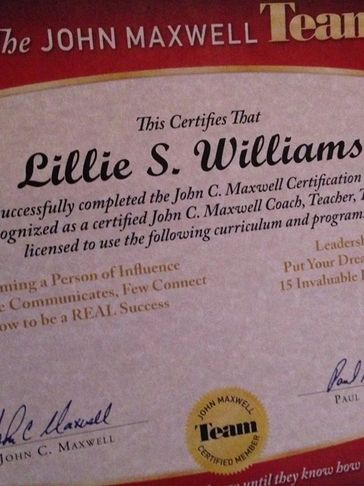 The JOHN MAXWELL Team
This Certifies That
Lillie S. Williams
successfully completed the John C. Maxwell Certification
ognized as a certified John C. Maxwell Coach, Teacher, T
licensed to use the following curriculum and program
ming a Person of Influence
e Communicates, Few Connect
ow to be a REAL Success
Leadersh
Put Your Drea
15 Invaluable
John C Maxwell
JOHN C. MAXWELL
Paul
PAUL
JOHN MAXWELL
Team
CERTIFIED MEMBER
until they know how